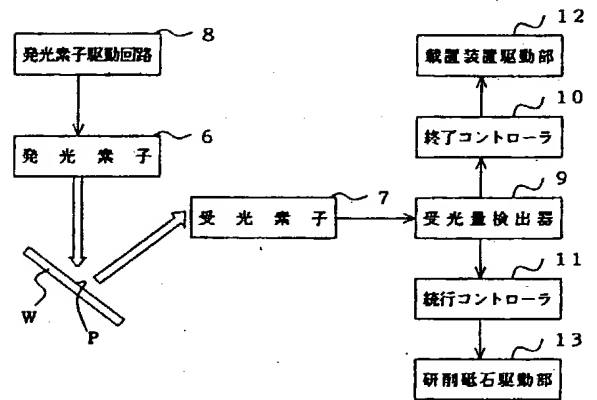 8
発光素子駆動回路
6
発光素子
7
受光素子
W
P
12
載置装置駆動部
10
終了コントローラ
9
受光量検出器
11
続行コントローラ
13
研削砥石駆動部